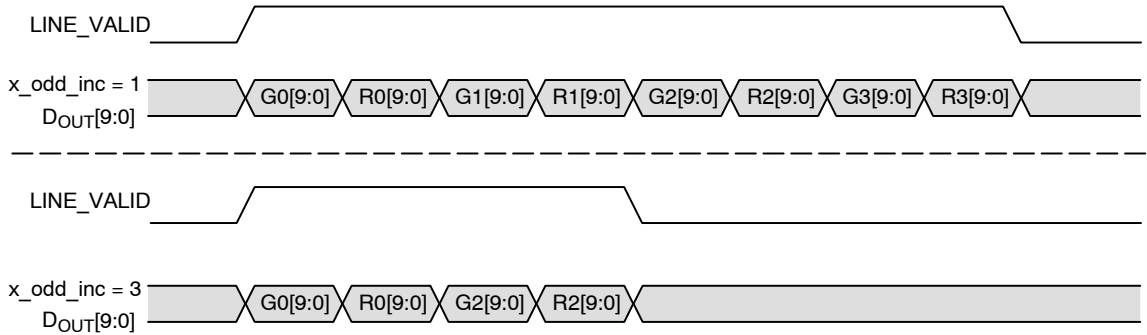 LINE_VALID
x_odd_inc = 1
DOUT[9:0]
G0[9:0] R0[9:0] G1[9:0] R1[9:0] G2[9:0] R2[9:0] G3[9:0] R3[9:0]
LINE_VALID
x_odd_inc = 3
DOUT[9:0]
G0[9:0] R0[9:0] G2[9:0] R2[9:0]